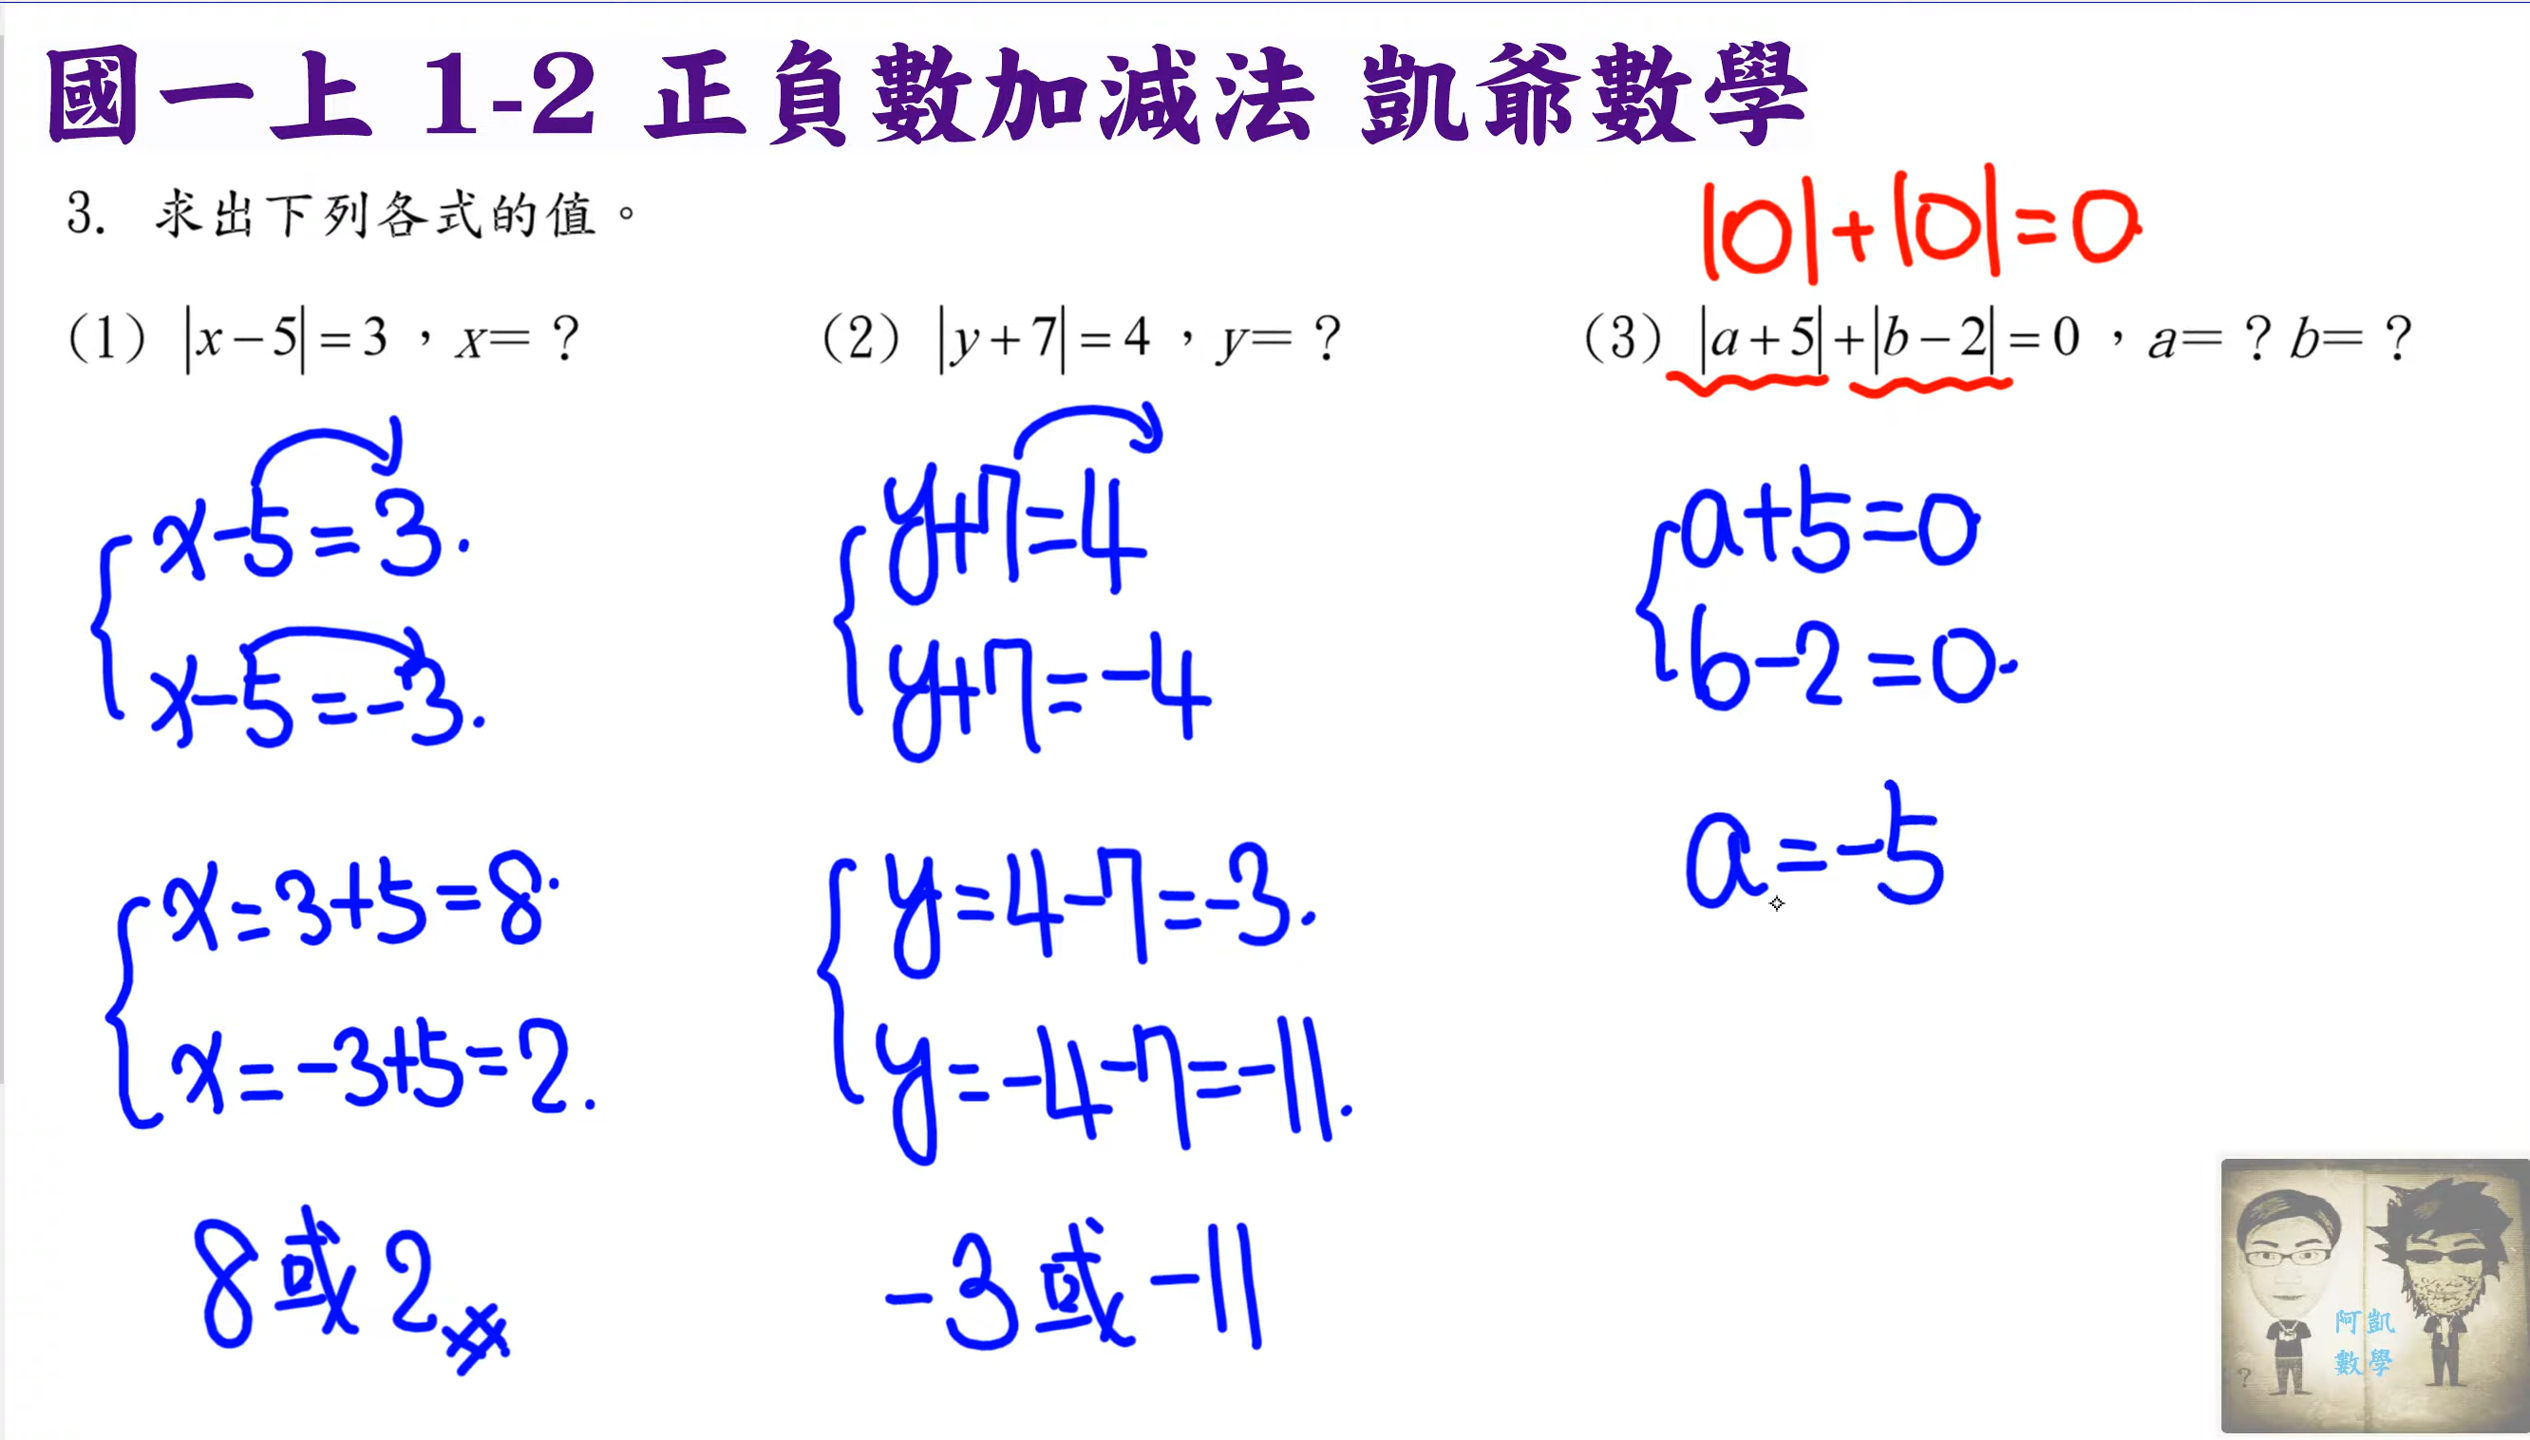 國一上 1-2 正負數加減法 凱爺數學
3. 求出下列各式的值。
|0|+|0|=0
(1) |x-5|=3，x=？
(2) |y+7|=4，y=？
(3) |a+5|+|b-2|=0，a=？b=？
x-5=3.
x-5=-3.
x=3+5=8.
x=-3+5=2.
8或2#
y+7=4
y+7=-4
y=4-7=-3.
y=-4-7=-11.
-3或-11
a+5=0
b-2=0.
a=-5
阿凱
數學
?